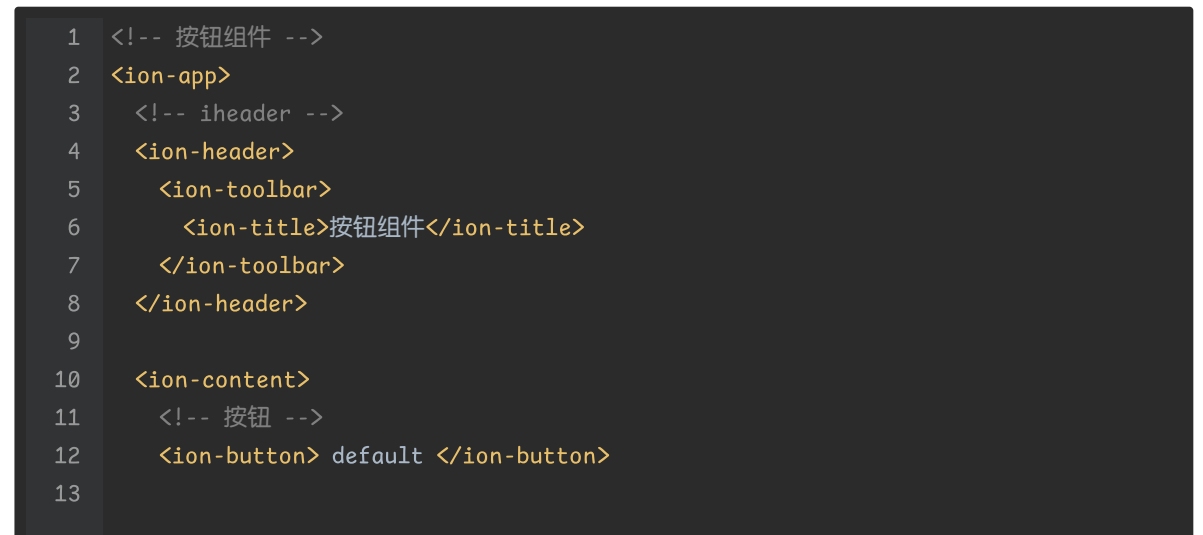 1 <!-- 按钮组件 -->
2 <ion-app>
3 <!-- iheader -->
4 <ion-header>
5 <ion-toolbar>
6 <ion-title>按钮组件</ion-title>
7 </ion-toolbar>
8 </ion-header>
9
10 <ion-content>
11 <!-- 按钮 -->
12 <ion-button> default </ion-button>
13